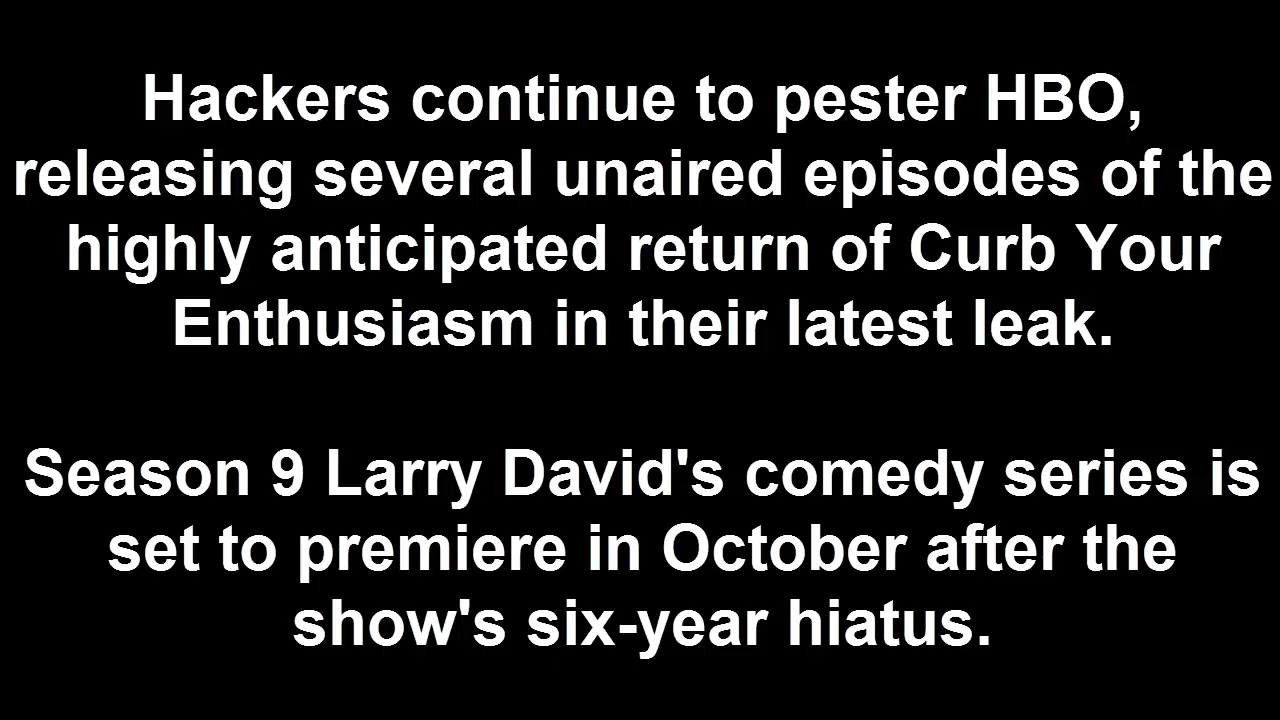 Hackers continue to pester HBO,
releasing several unaired episodes of the
highly anticipated return of Curb Your
Enthusiasm in their latest leak.
Season 9 Larry David's comedy series is
set to premiere in October after the
show's six-year hiatus.